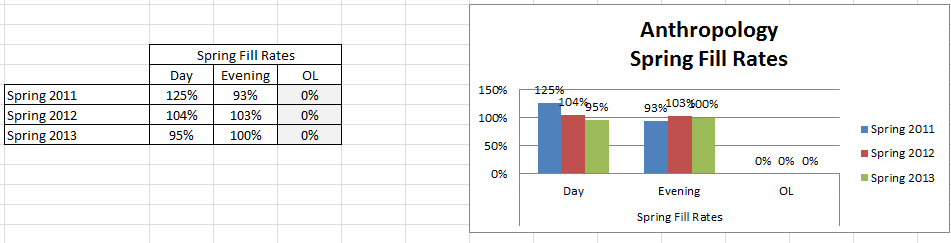 Spring Fill Rates
Day Evening OL
Spring 2011 125% 93% 0%
Spring 2012 104% 103% 0%
Spring 2013 95% 100% 0%
Anthropology
Spring Fill Rates
150%
100%
50%
0%
125% 104% 95% 93% 103% 100% 0% 0% 0%
Day Evening OL
Spring Fill Rates
Spring 2011
Spring 2012
Spring 2013